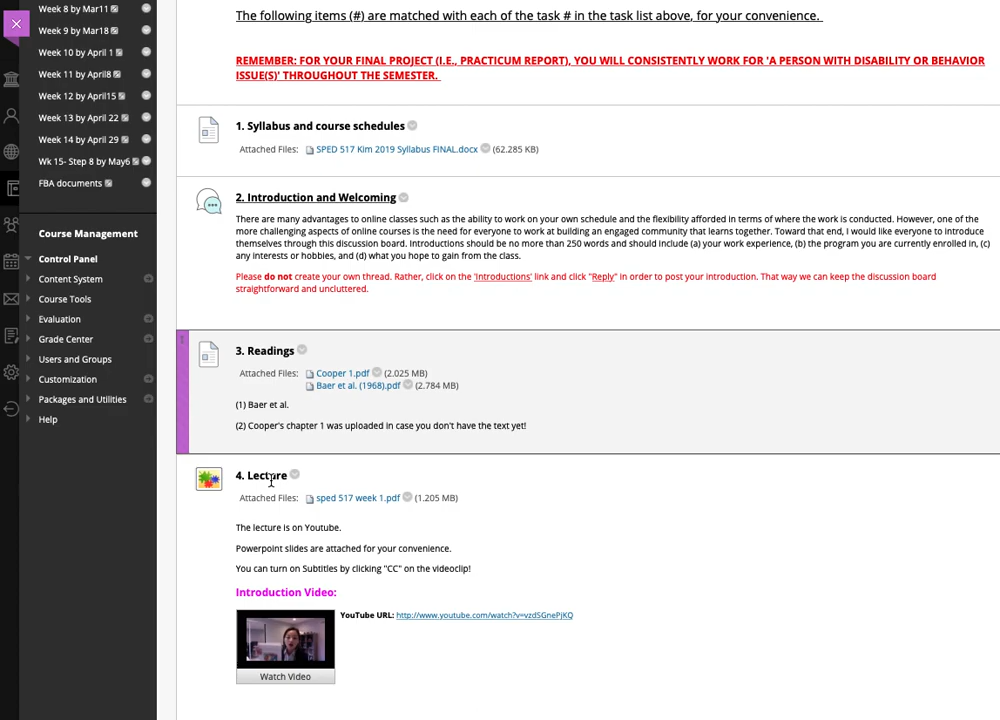 Week 8 by Mar11
Week 9 by Mar18
Week 10 by April 1
Week 11 by April8
Week 12 by April15
Week 13 by April 22
Week 14 by April 29
Wk 15- Step 8 by May6
FBA documents
Course Management
Control Panel
Content System
Course Tools
Evaluation
Grade Center
Users and Groups
Customization
Packages and Utilities
Help
The following items (#) are matched with each of the task # in the task list above, for your convenience.
REMEMBER: FOR YOUR FINAL PROJECT (I.E., PRACTICUM REPORT), YOU WILL CONSISTENTLY WORK FOR 'A PERSON WITH DISABILITY OR BEHAVIOR
ISSUE(S)' THROUGHOUT THE SEMESTER.
1. Syllabus and course schedules
Attached Files: SPED 517 Kim 2019 Syllabus FINAL.docx (62.285 KB)
2. Introduction and Welcoming
There are many advantages to online classes such as the ability to work on your own schedule and the flexibility afforded in terms of where the work is conducted. However, one of the
more challenging aspects of online courses is the need for everyone to work at building an engaged community that learns together. Toward that end, I would like everyone to introduce
themselves through this discussion board. Introductions should be no more than 250 words and should include (a) your work experience, (b) the program you are currently enrolled in, (c)
any interests or hobbies, and (d) what you hope to gain from the class.
Please do not create your own thread. Rather, click on the 'Introductions' link and click "Reply" in order to post your introduction. That way we can keep the discussion board
straightforward and uncluttered.
3. Readings
Attached Files: Cooper 1.pdf (2.025 MB)
Baer et al. (1968).pdf (2.784 MB)
(1) Baer et al.
(2) Cooper's chapter 1 was uploaded in case you don't have the text yet!
4. Lecture
Attached Files: sped 517 week 1.pdf (1.205 MB)
The lecture is on Youtube.
Powerpoint slides are attached for your convenience.
You can turn on Subtitles by clicking "CC" on the videoclip!
Introduction Video:
YouTube URL: http://www.youtube.com/watch?v=vzdSGnePjKQ
Watch Video